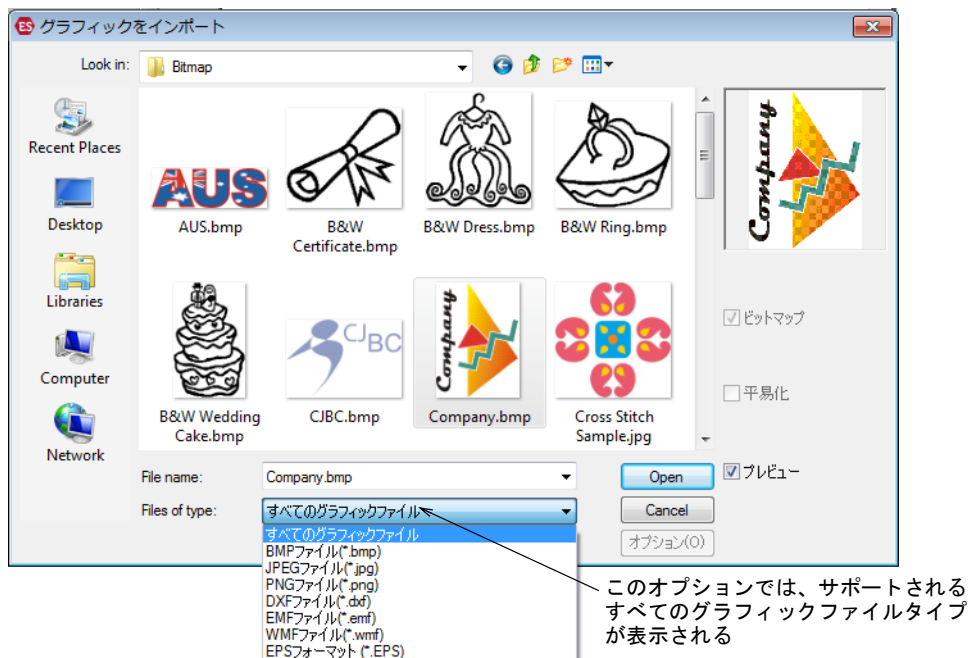 ES グラフィックをインポート
Look in:
Bitmap
Recent Places
Desktop
Libraries
Computer
Network
AUS
AUS.bmp
B&W
Certificate.bmp
B&W Dress.bmp
B&W Ring.bmp
B&W Wedding
Cake.bmp
CJBC
CJBC.bmp
Company
Company.bmp
Cross Stitch
Sample.jpg
Company
ビットマップ
平易化
プレビュー
File name:
Company.bmp
Open
Files of type:
すべてのグラフィックファイル
Cancel
オプション(O)
すべてのグラフィックファイル
BMPファイル(*.bmp)
JPEGファイル(*.jpg)
PNGファイル(*.png)
DXFファイル(*.dxf)
EMFファイル(*.emf)
WMFファイル(*.wmf)
EPSフォーマット (*.EPS)
このオプションでは、サポートされる
すべてのグラフィックファイルタイプ
が表示される